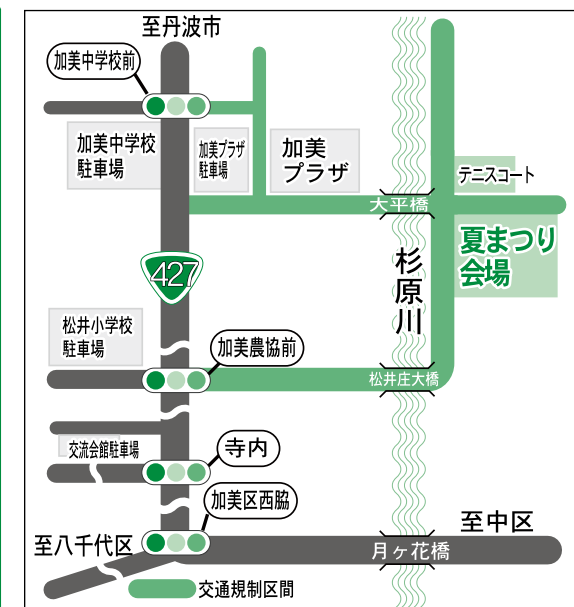 至丹波市
加美中学校前
加美中学校
駐車場
加美プラザ
駐車場
加美
プラザ
テニスコート
大平橋
夏まつり
会場
427
杉原川
松井小学校
駐車場
加美農協前
松井庄大橋
交流会館駐車場
寺内
加美区西脇
至中区
至八千代区
月ヶ花橋
交通規制区間